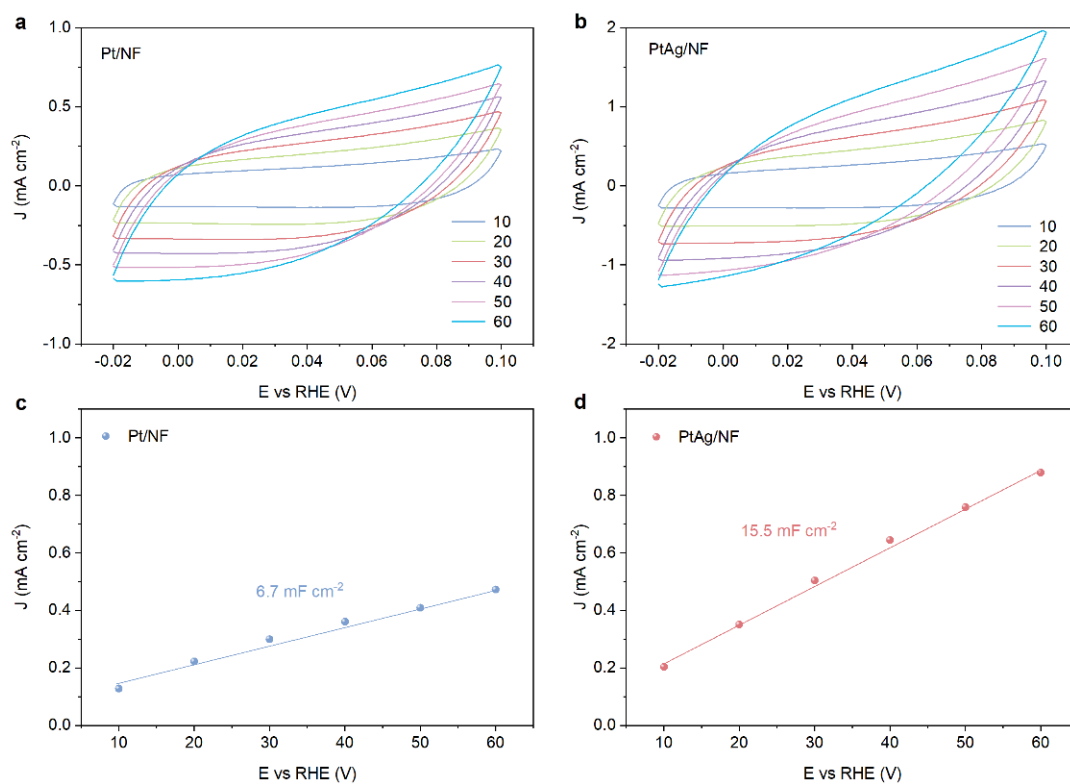 a
Pt/NF
J (mA cm-2)
1.0
0.5
0.0
-0.5
-1.0
10
20
30
40
50
60
-0.02 0.00 0.02 0.04 0.06 0.08 0.10
E vs RHE (V)
b
PtAg/NF
J (mA cm-2)
2
1
0
-1
-2
10
20
30
40
50
60
-0.02 0.00 0.02 0.04 0.06 0.08 0.10
E vs RHE (V)
c
Pt/NF
J (mA cm-2)
1.0
0.8
0.6
0.4
0.2
0.0
6.7 mF cm-2
10 20 30 40 50 60
E vs RHE (V)
d
PtAg/NF
J (mA cm-2)
1.0
0.8
0.6
0.4
0.2
0.0
15.5 mF cm-2
10 20 30 40 50 60
E vs RHE (V)